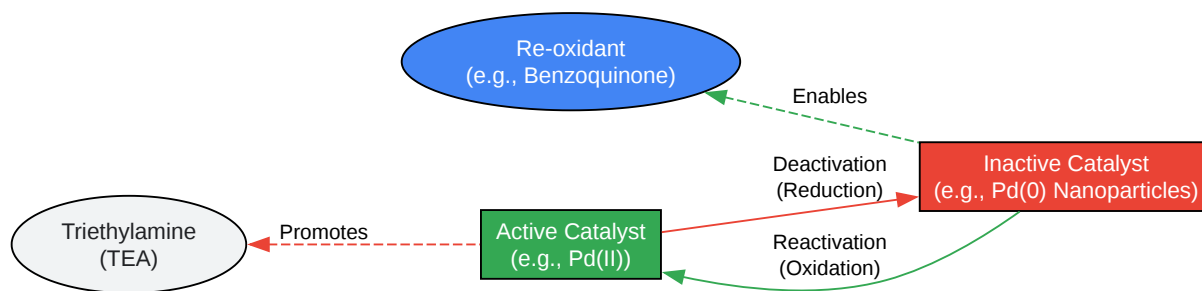 Re-oxidant
(e.g., Benzoquinone)
Enables
Inactive Catalyst
(e.g., Pd(0) Nanoparticles)
Deactivation
(Reduction)
Triethylamine
(TEA)
Promotes
Active Catalyst
(e.g., Pd(II))
Reactivation
(Oxidation)